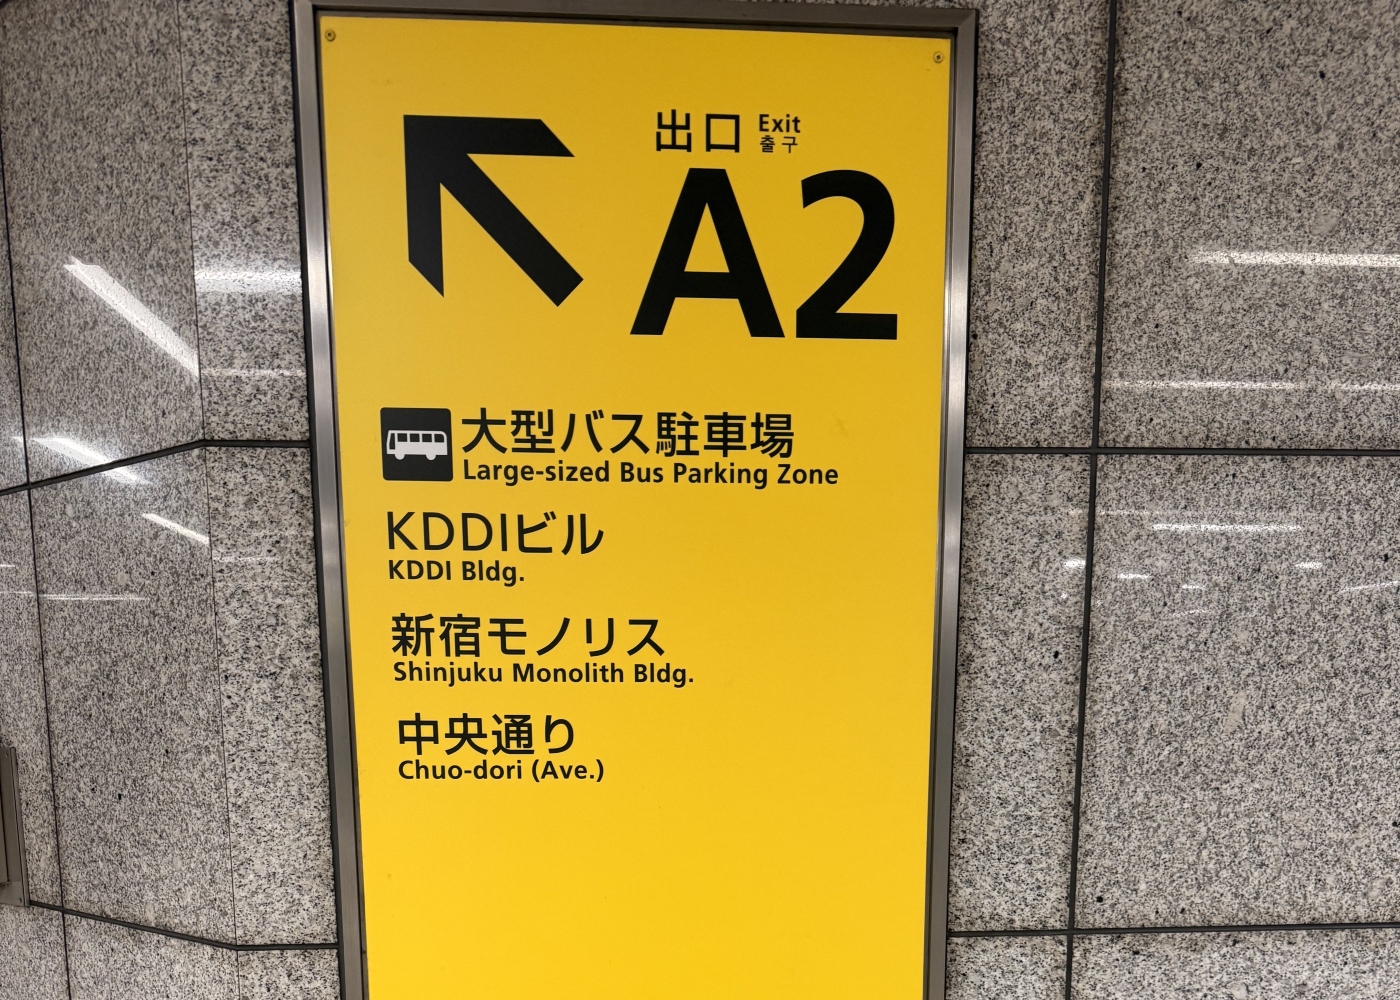 出口 Exit
출구
A2
大型バス駐車場
Large-sized Bus Parking Zone
KDDIビル
KDDI Bldg.
新宿モノリス
Shinjuku Monolith Bldg.
中央通り
Chuo-dori (Ave.)